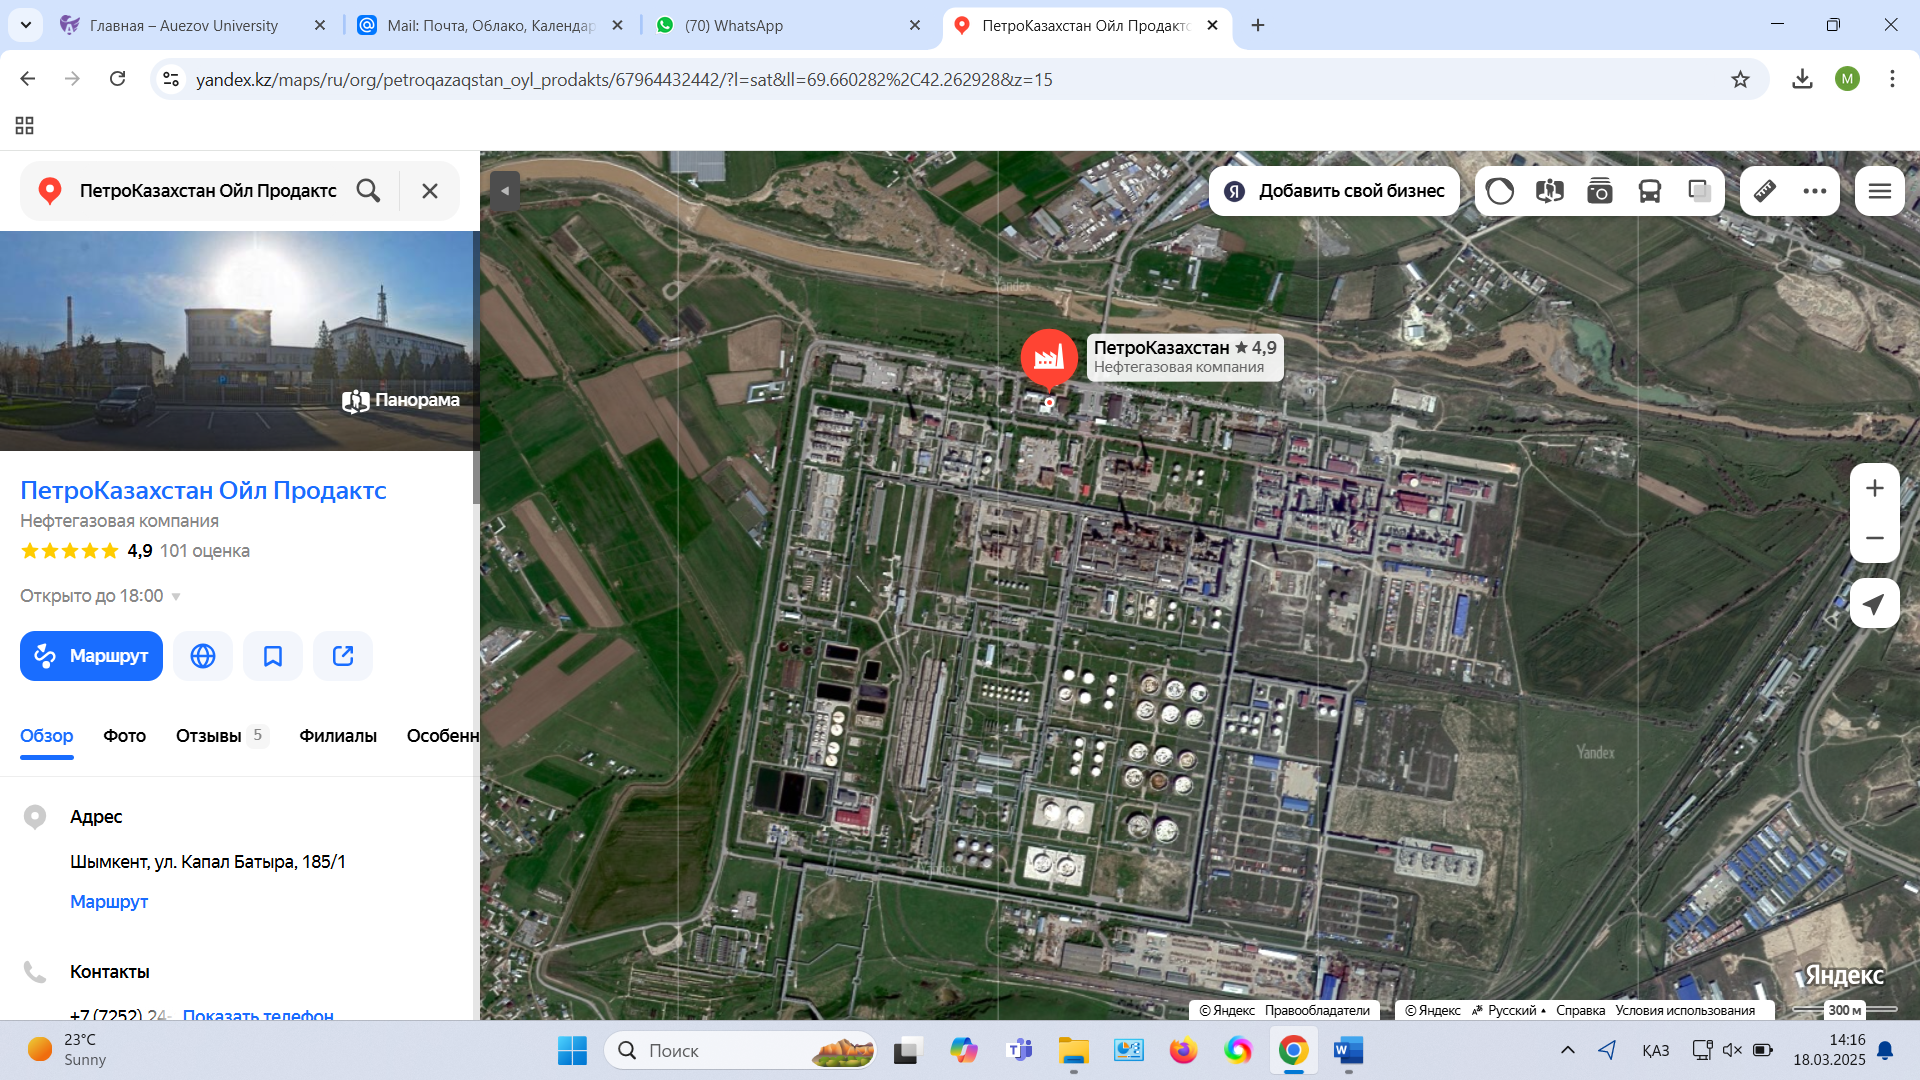 Главная – Auezov University
Mail: Почта, Облако, Календар
(70) WhatsApp
ПетроКазахстан Ойл Продактс
yandex.kz/maps/ru/org/petroqazaqstan_oyl_prodakts/67964432442/?l=sat&ll=69.660282%2C42.262928&z=15
M
ПетроКазахстан Ойл Продактс
Я Добавить свой бизнес
Yandex
ПетроКазахстан ★ 4,9
Нефтегазовая компания
Панорама
ПетроКазахстан Ойл Продактс
Нефтегазовая компания
4,9 101 оценка
Открыто до 18:00
Маршрут
Обзор Фото Отзывы 5 Филиалы Особенн
Yandex
Адрес
Шымкент, ул. Капал Батыра, 185/1
Yandex
Маршрут
Контакты
Яндекс
+7 (7252) 24- Показать телефон
© Яндекс Правообладатели
© Яндекс Русский Справка Условия использования
300 м
23°C
Sunny
Поиск
ҚАЗ
14:16
18.03.2025